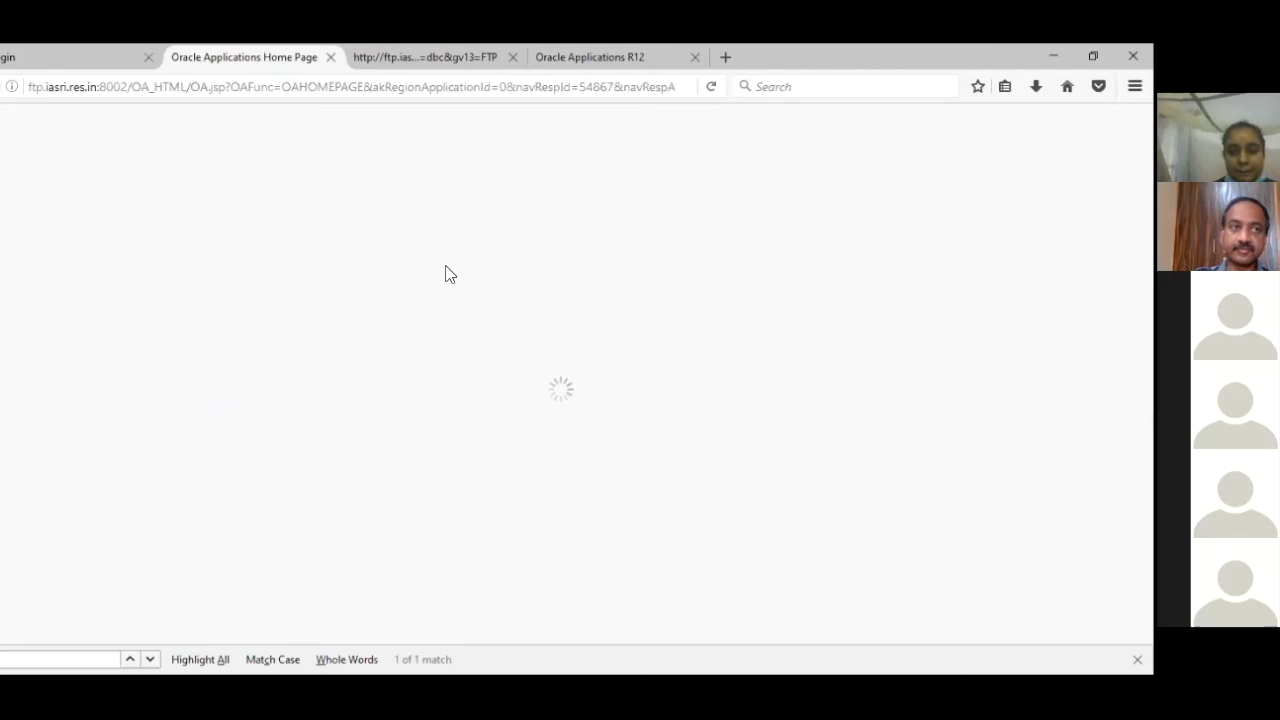 gin
Oracle Applications Home Page
http://ftp.ias...=dbc&gv13=FTP
Oracle Applications R12
ftp.iasri.res.in:8002/OA_HTML/OA.jsp?OAFunc=OAHOMEPAGE&akRegionApplicationId=0&navRespId=54867&navRespA
Search
Highlight All
Match Case
Whole Words
1 of 1 match